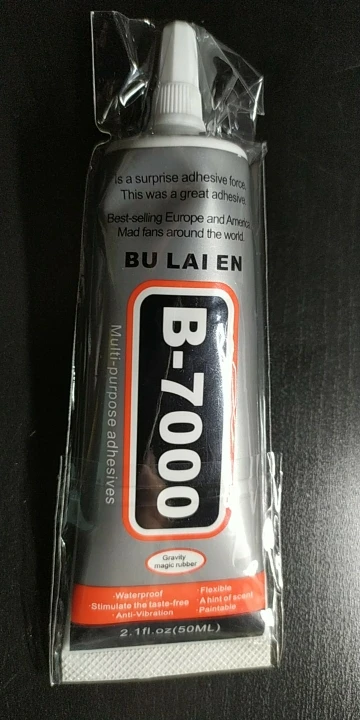 is a surprise adhesive force.
This was a great adhesive.
Best-selling Europe and America
Mad fans around the world.
BU LAI EN
B-7000
Multi-purpose adhesives
Gravity
magic rubber
·Waterproof
·Flexible
·Stimulate the taste-free
·A hint of scent
·Anti-Vibration
·Paintable
2.1fl.oz(50ML)